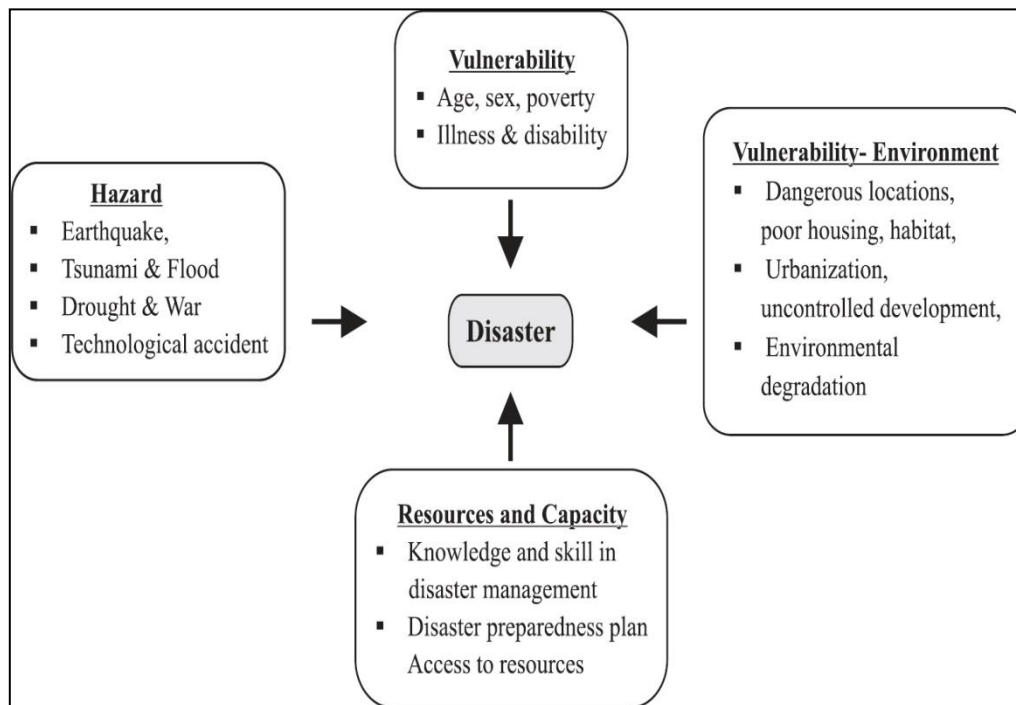 Vulnerability
▪ Age, sex, poverty
▪ Illness & disability
Hazard
▪ Earthquake,
▪ Tsunami & Flood
▪ Drought & War
▪ Technological accident
Disaster
Vulnerability- Environment
▪ Dangerous locations,
poor housing, habitat,
▪ Urbanization,
uncontrolled development,
▪ Environmental
degradation
Resources and Capacity
▪ Knowledge and skill in
disaster management
▪ Disaster preparedness plan
Access to resources